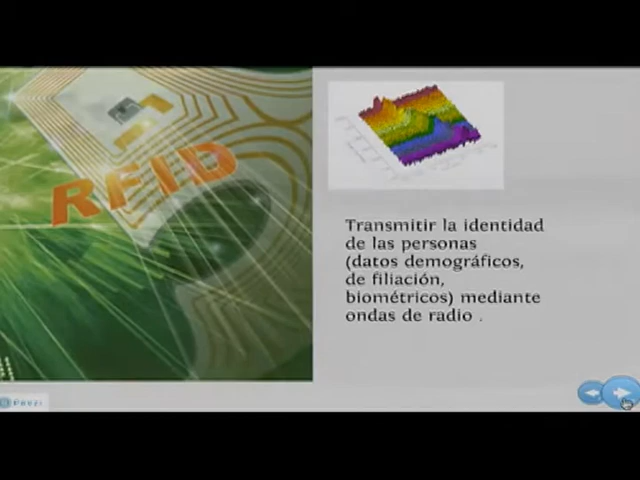 RFID
Transmitir la identidad
de las personas
(datos demográficos,
de filiación,
biométricos) mediante
ondas de radio .
Prezi